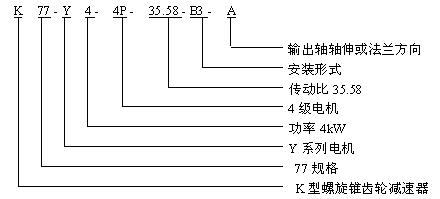 K 77 - Y 4 - 4P - 35.58 - B3 - A
输出轴轴伸或法兰方向
安装形式
传动比 35.58
4 级电机
功率 4kW
Y 系列电机
77 规格
K 型螺旋锥齿轮减速器